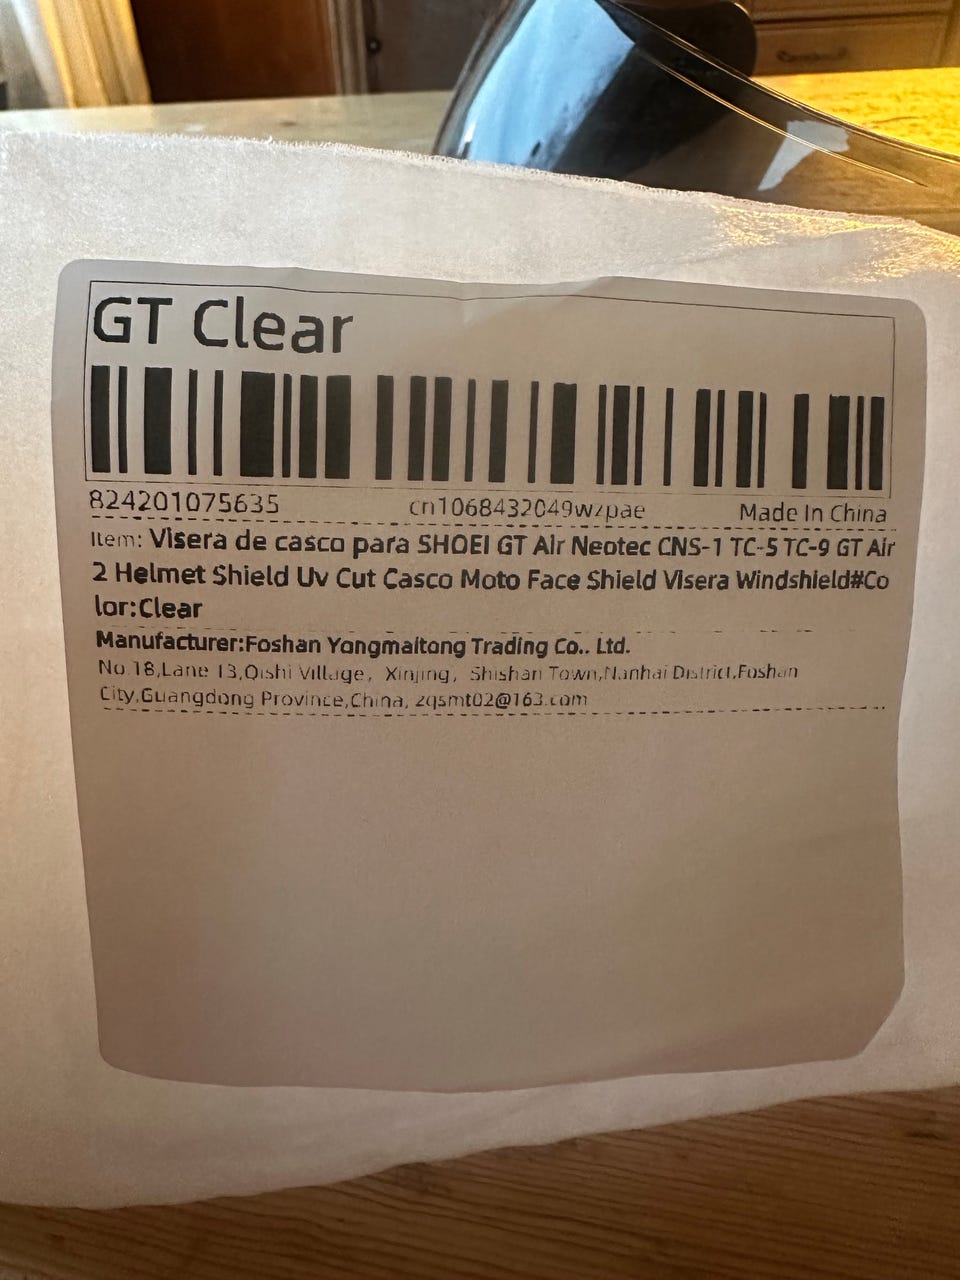 GT Clear
824201075635 cn1068432049wzpae Made In China
Item: Visera de casco para SHOEI GT Air Neotec CNS-1 TC-5 TC-9 GT Air
2 Helmet Shield Uv Cut Casco Moto Face Shield Visera Windshield#Co
lor:Clear
Manufacturer:Foshan Yongmaitong Trading Co.. Ltd.
No.18,Lane 13,Qishi Village, Xinjing, Shishan Town,Nanhai District,Foshan
City,Guangdong Province,China, zqsmt02@163.com